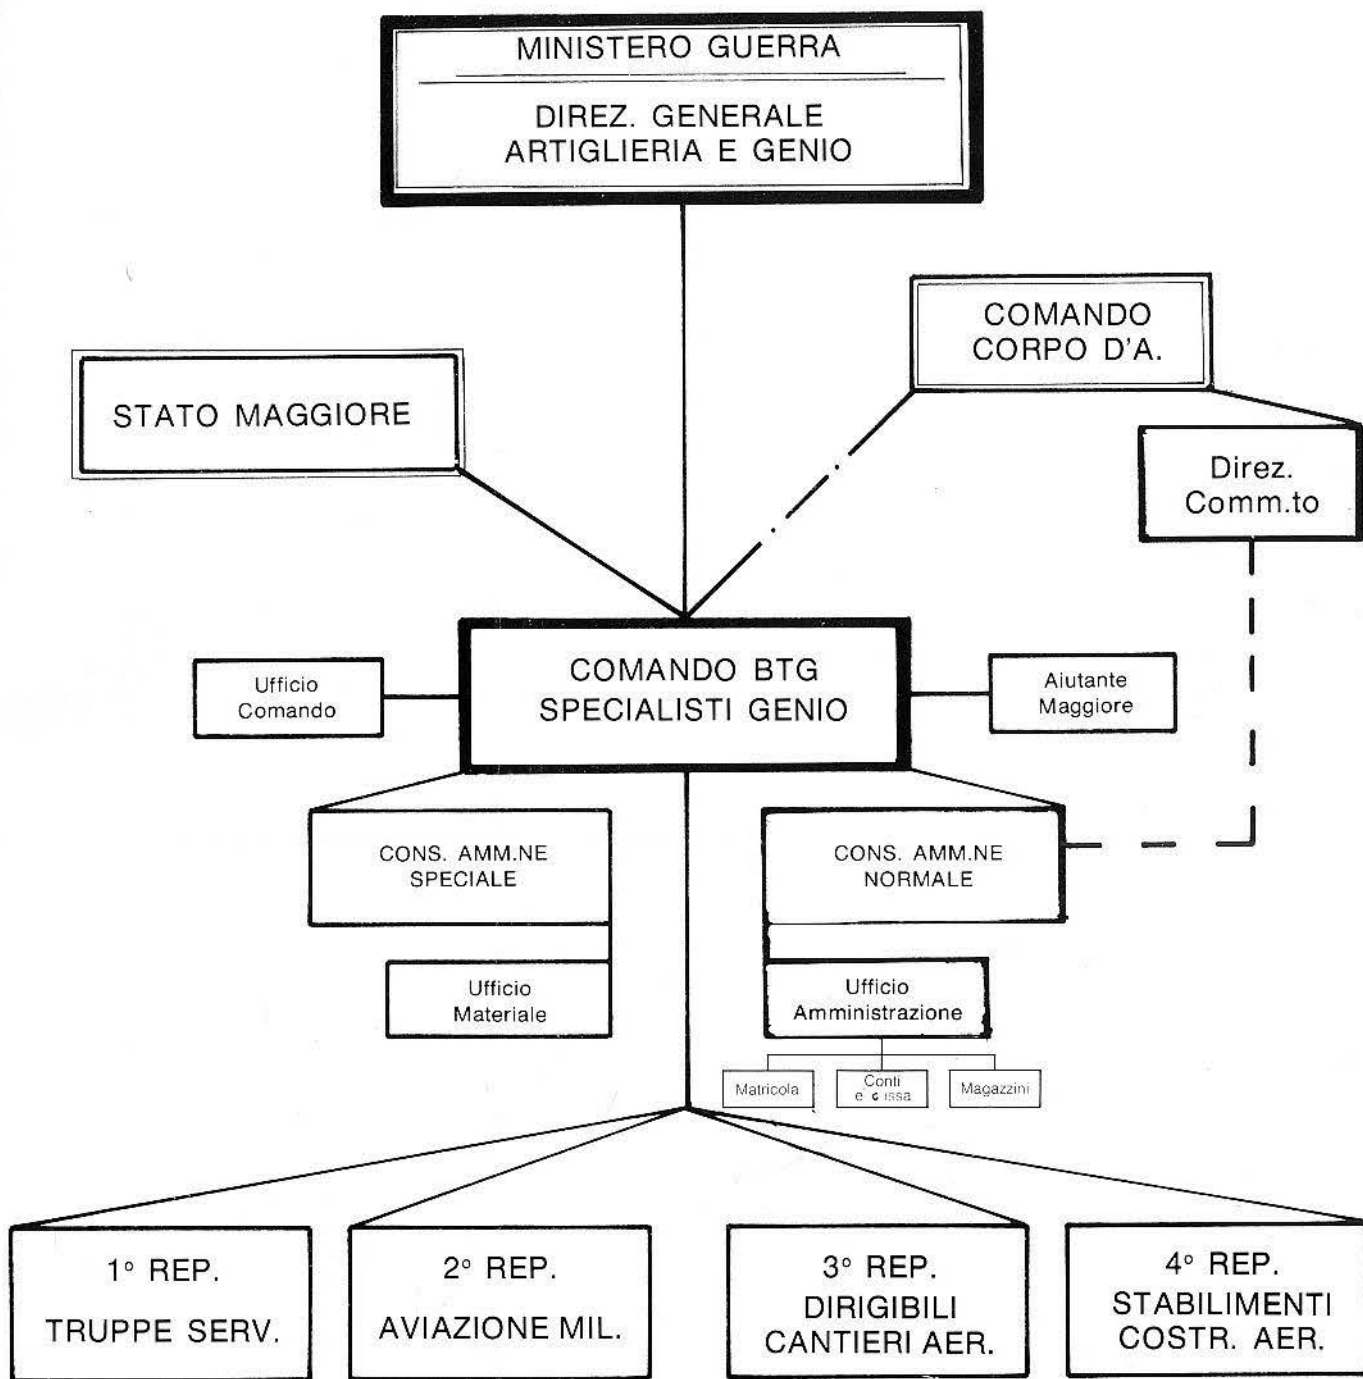 MINISTERO GUERRA
DIREZ. GENERALE
ARTIGLIERIA E GENIO
COMANDO
CORPO D'A.
STATO MAGGIORE
Direz.
Comm.to
COMANDO BTG
SPECIALISTI GENIO
Ufficio
Comando
Aiutante
Maggiore
CONS. AMM.NE
SPECIALE
CONS. AMM.NE
NORMALE
Ufficio
Materiale
Ufficio
Amministrazione
Matricola
Conti
e
Magazzini
1° REP.
TRUPPE SERV.
2° REP.
AVIAZIONE MIL.
3° REP.
DIRIGIBILI
CANTIERI AER.
4° REP.
STABILIMENTI
COSTR. AER.